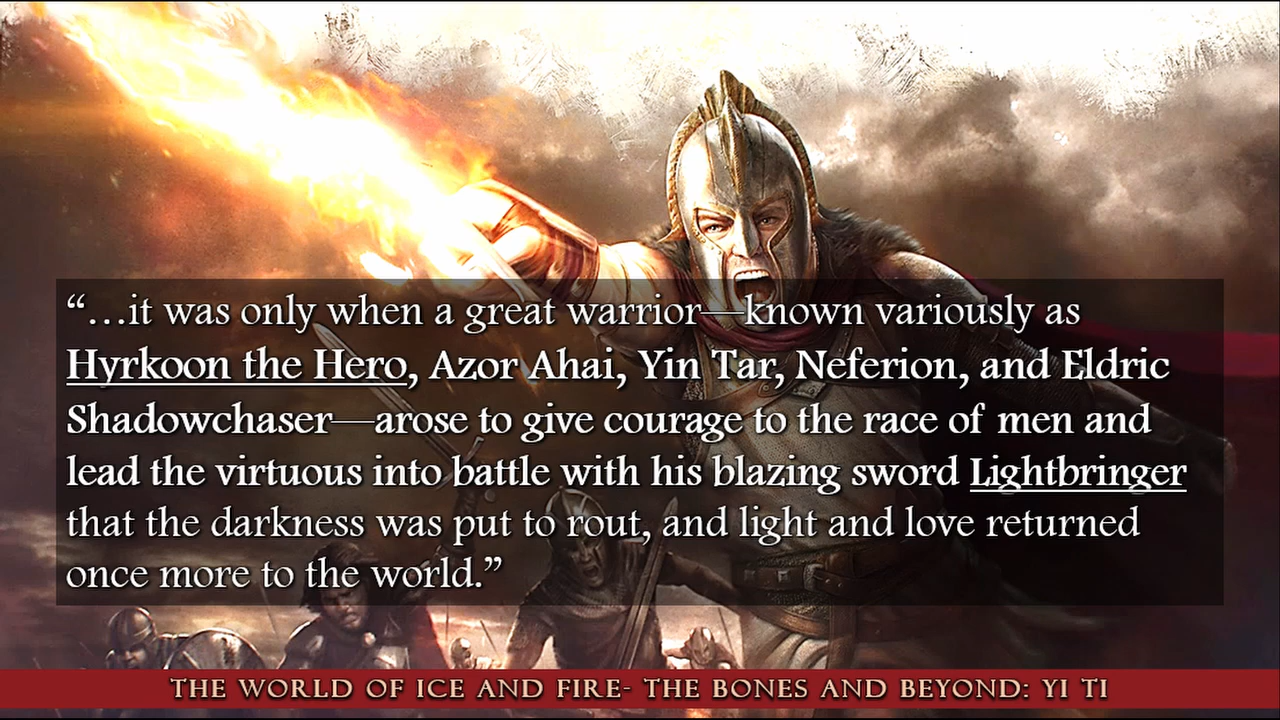 “…it was only when a great warrior—known variously as
Hyrkoon the Hero, Azor Ahai, Yin Tar, Neferion, and Eldric
Shadowchaser—arose to give courage to the race of men and
lead the virtuous into battle with his blazing sword Lightbringer
that the darkness was put to rout, and light and love returned
once more to the world.”
THE WORLD OF ICE AND FIRE- THE BONES AND BEYOND: YI TI